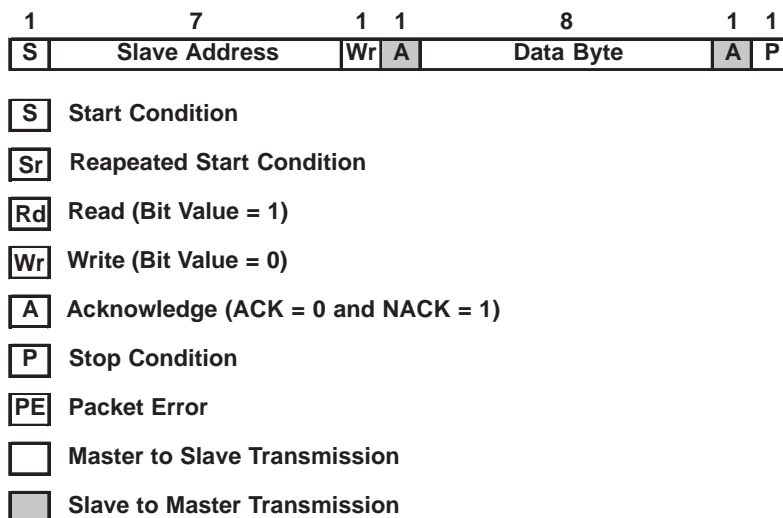 1 7 1 1 8 1 1
S Slave Address Wr A Data Byte A P
S Start Condition
Sr Reapeated Start Condition
Rd Read (Bit Value = 1)
Wr Write (Bit Value = 0)
A Acknowledge (ACK = 0 and NACK = 1)
P Stop Condition
PE Packet Error
Master to Slave Transmission
Slave to Master Transmission